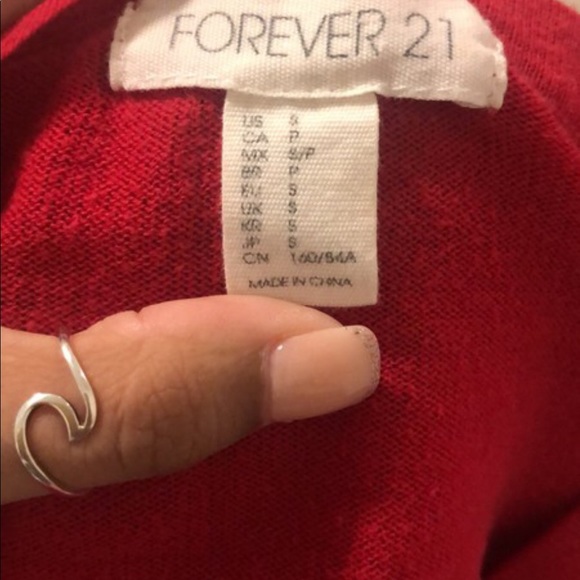 FOREVER 21
US S
CA P
MX S/P
BR P
EU S
UK S
KR S
JP S
CN 160/84A
MADE IN CHINA